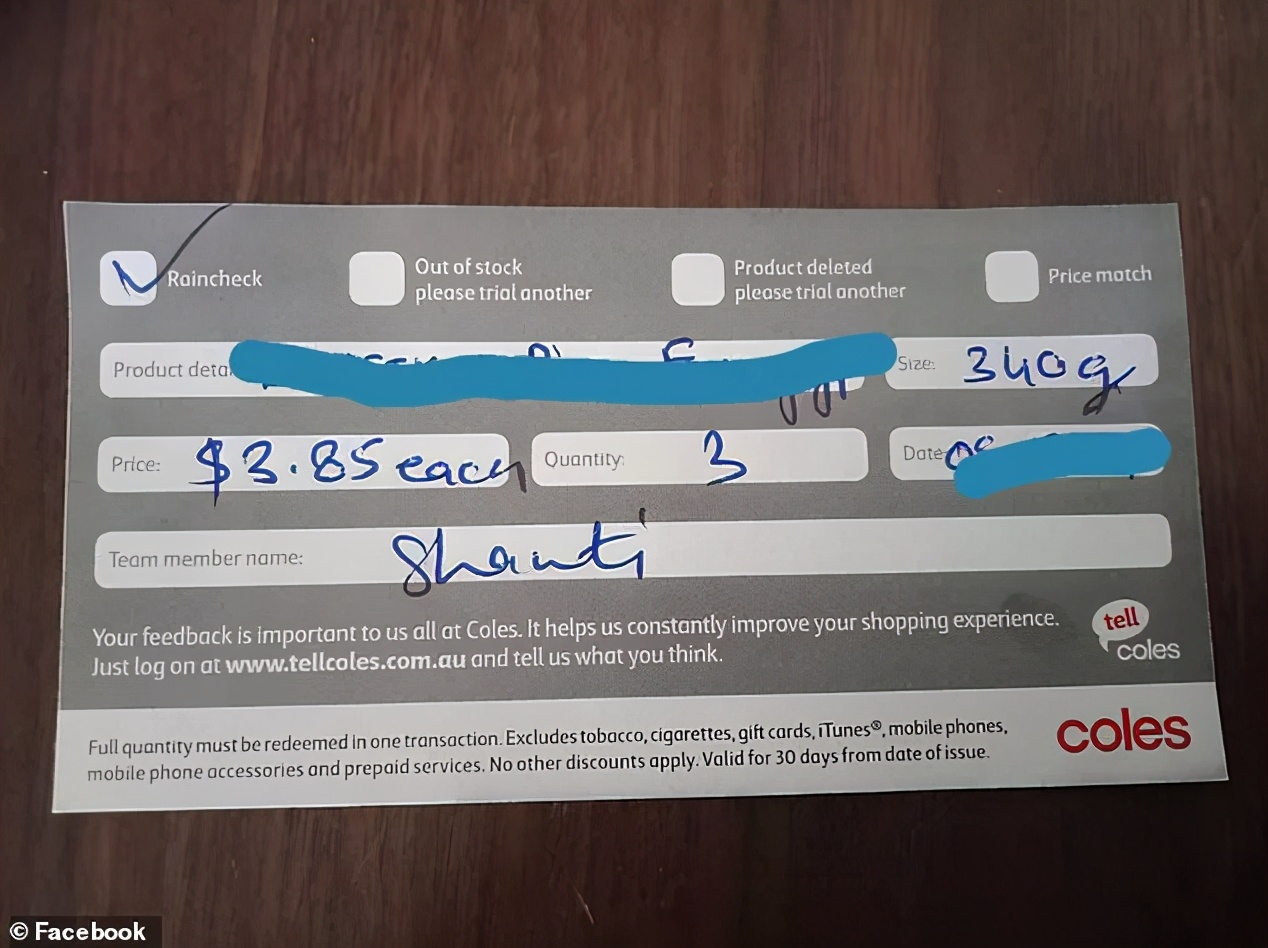 Raincheck
Out of stock
please trial another
Product deleted
please trial another
Price match
Product deta
Size: 340g
Price: $3.85 each
Quantity: 3
Date
Team member name: Shanti
Your feedback is important to us all at Coles. It helps us constantly improve your shopping experience.
Just log on at www.tellcoles.com.au and tell us what you think.
tell
coles
Full quantity must be redeemed in one transaction. Excludes tobacco, cigarettes, gift cards, iTunes®, mobile phones,
mobile phone accessories and prepaid services. No other discounts apply. Valid for 30 days from date of issue.
coles
© Facebook